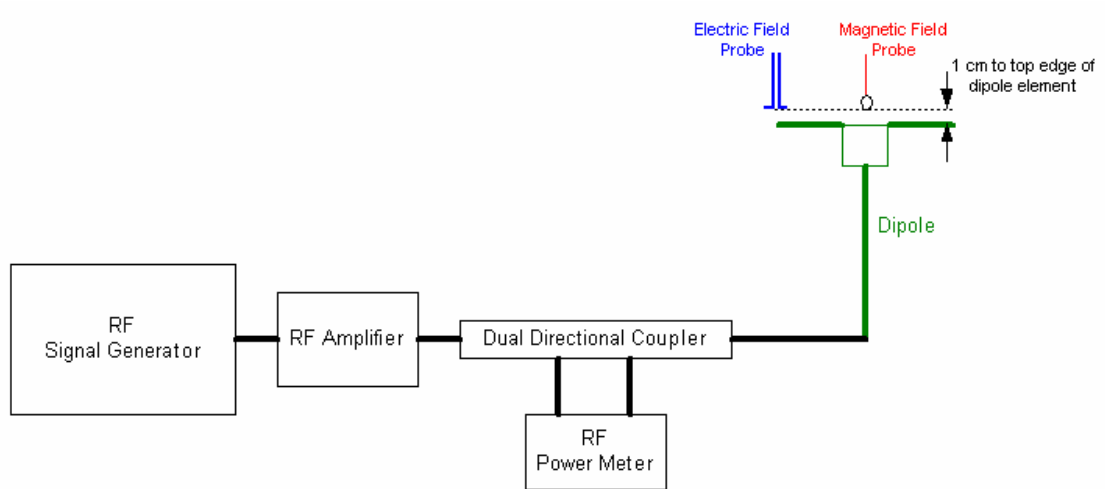 Electric Field
Probe
Magnetic Field
Probe
1 cm to top edge of
dipole element
Dipole
RF
Signal Generator
RF Amplifier
Dual Directional Coupler
RF
Power Meter